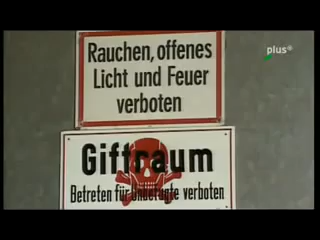 plus
Rauchen, offenes
Licht und Feuer
verboten
Giftraum
Betreten für Unbefugte verboten